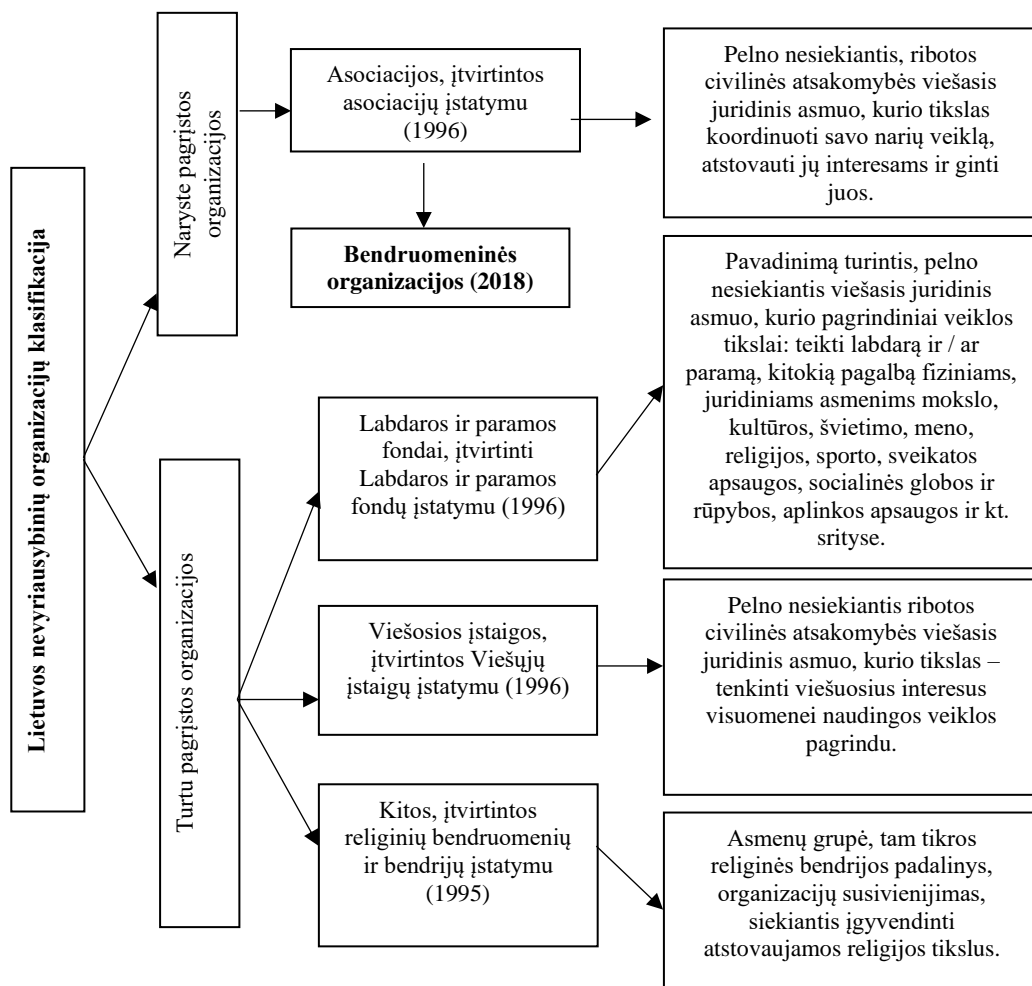 Lietuvos nevyriausybinių organizacijų klasifikacija
Naryste pagrįstos
organizacijos
Asociacijos, įtvirtintos
asociacijų įstatymu
(1996)
Pelno nesiekiantis, ribotos
civilinės atsakomybės viešasis
juridinis asmuo, kurio tikslas
koordinuoti savo narių veiklą,
atstovauti jų interesams ir ginti
juos.
Bendruomeninės
organizacijos (2018)
Turtu pagrįstos organizacijos
Labdaros ir paramos
fondai, įtvirtinti
Labdaros ir paramos
fondų įstatymu (1996)
Pavadinimą turintis, pelno
nesiekiantis viešasis juridinis
asmuo, kurio pagrindiniai veiklos
tikslai: teikti labdarą ir / ar
paramą, kitokią pagalbą fiziniams,
juridiniams asmenims mokslo,
kultūros, švietimo, meno,
religijos, sporto, sveikatos
apsaugos, socialinės globos ir
rūpybos, aplinkos apsaugos ir kt.
srityse.
Viešosios įstaigos,
įtvirtintos Viešųjų
įstaigų įstatymu (1996)
Pelno nesiekiantis ribotos
civilinės atsakomybės viešasis
juridinis asmuo, kurio tikslas –
tenkinti viešuosius interesus
visuomenei naudingos veiklos
pagrindu.
Kitos, įtvirtintos
religinių bendruomenių
ir bendrijų įstatymu
(1995)
Asmenų grupė, tam tikros
religinės bendrijos padalinys,
organizacijų susivienijimas,
siekiantis įgyvendinti
atstovaujamos religijos tikslus.